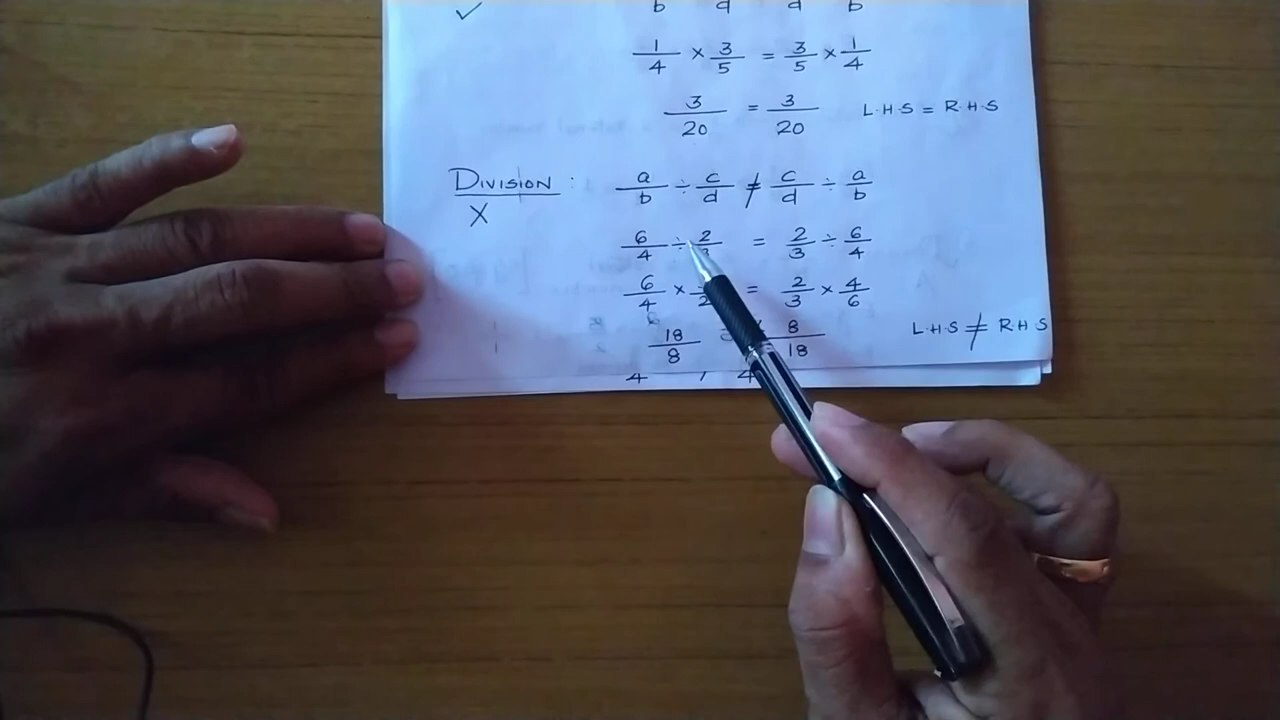 ✓ b d d b
1/4 × 3/5 = 3/5 × 1/4
3/20 = 3/20 L.H.S = R.H.S
DIVISION : a/b ÷ c/d ≠ c/d ÷ a/b
X
6/4 ÷ 2/ = 2/3 ÷ 6/4
6/4 × /2 = 2/3 × 4/6
18/8 8/18 L.H.S ≠ R.H.S